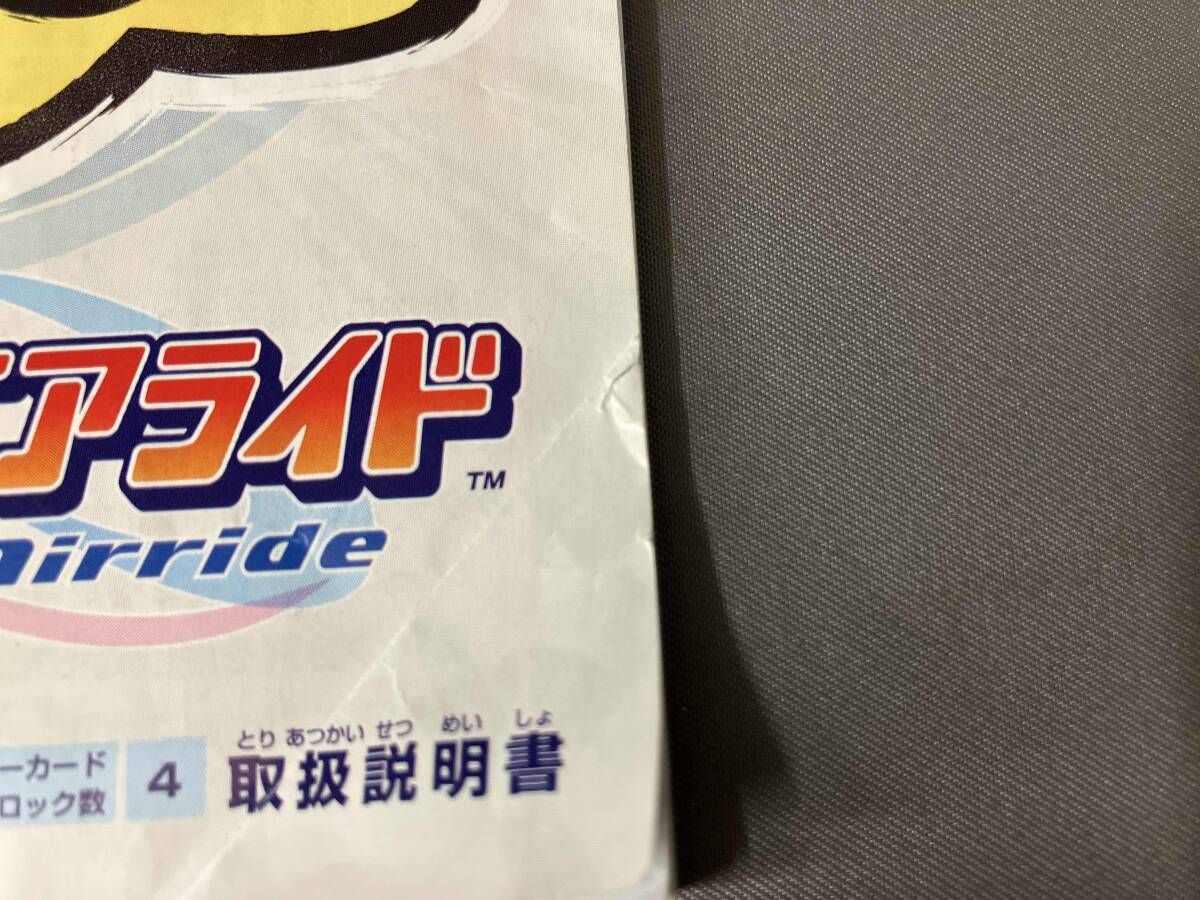 エアライド
TM
airride
とりあつかいせつめいしょ
ーカード
ロック数
4
取扱説明書